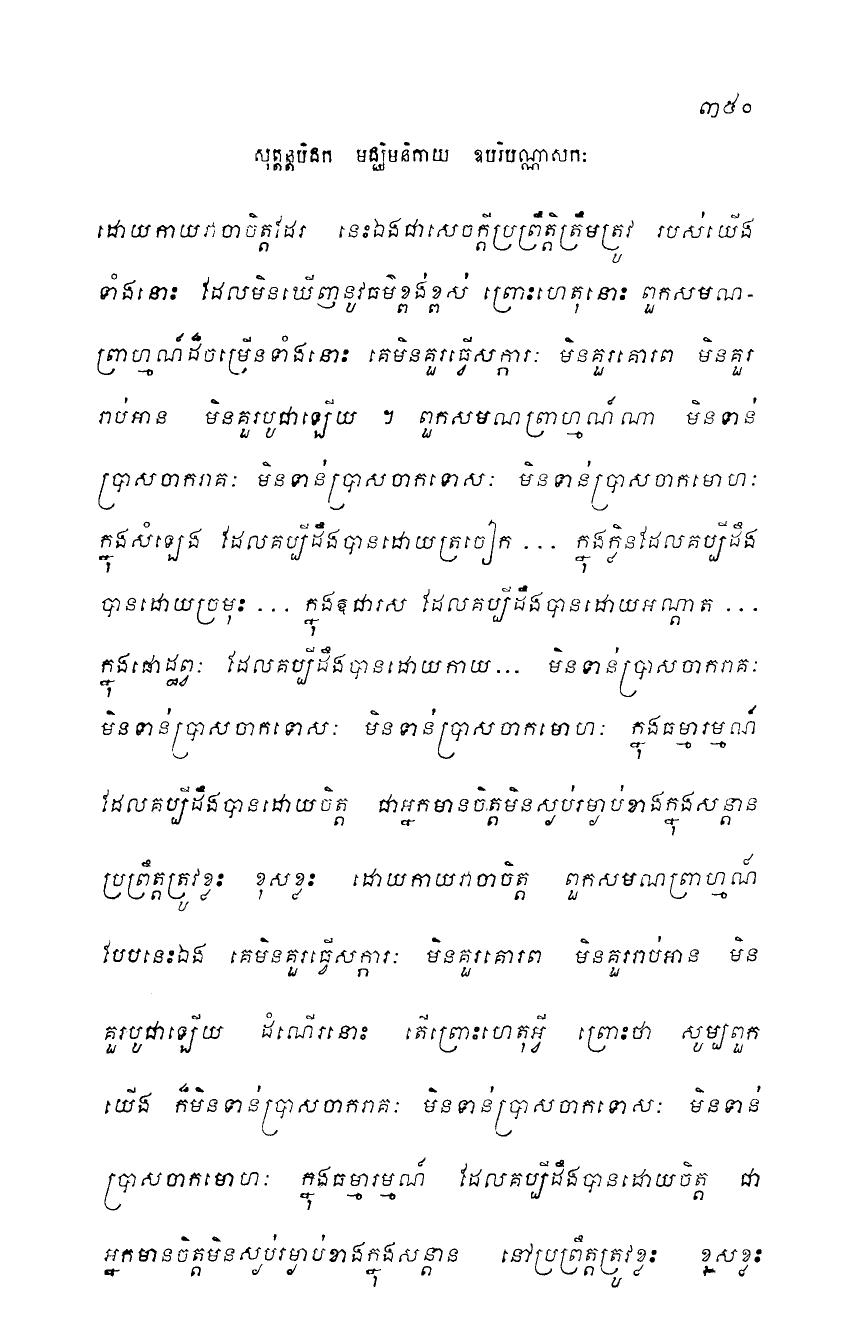 ៣៥០
សុត្តន្តបិដក មជ្ឈិមនិកាយ ឧបរិបណ្ណាសកៈ
ដោយកាយវាចាចិត្តដែរ នេះឯងជាសេចក្តីប្រព្រឹត្តិត្រឹមត្រូវ របស់យើង
ទាំងនោះ ដែលមិនឃើញនូវធម៌ខ្ពង់ខ្ពស់ ព្រោះហេតុនោះ ពួកសមណ-
ព្រាហ្មណ៍ដ៏ចម្រើនទាំងនោះ គេមិនគួរធ្វើសក្ការៈ មិនគួរគោរព មិនគួរ
រាប់អាន មិនគួរបូជាឡើយ ។ ពួកសមណព្រាហ្មណ៍ណា មិនទាន់
ប្រាសចាករាគៈ មិនទាន់ប្រាសចាកទោសៈ មិនទាន់ប្រាសចាកមោហៈ
ក្នុងសំឡេង ដែលគប្បីដឹងបានដោយត្រចៀក ... ក្នុងក្លិនដែលគប្បីដឹង
បានដោយច្រមុះ ... ក្នុងឱជារស ដែលគប្បីដឹងបានដោយអណ្តាត ...
ក្នុងផោដ្ឋព្វៈ ដែលគប្បីដឹងបានដោយកាយ... មិនទាន់ប្រាសចាករាគៈ
មិនទាន់ប្រាសចាកទោសៈ មិនទាន់ប្រាសចាកមោហៈ ក្នុងធម្មារម្មណ៍
ដែលគប្បីដឹងបានដោយចិត្ត ជាអ្នកមានចិត្តមិនស្ងប់រម្ងាប់ខាងក្នុងសន្តាន
ប្រព្រឹត្តត្រូវខ្លះ ខុសខ្លះ ដោយកាយវាចាចិត្ត ពួកសមណព្រាហ្មណ៍
បែបនេះឯង គេមិនគួរធ្វើសក្ការៈ មិនគួរគោរព មិនគួររាប់អាន មិន
គួរបូជាឡើយ ដំណើរនោះ តើព្រោះហេតុអ្វី ព្រោះថា សូម្បីពួក
យើង ក៏មិនទាន់ប្រាសចាករាគៈ មិនទាន់ប្រាសចាកទោសៈ មិនទាន់
ប្រាសចាកមោហៈ ក្នុងធម្មារម្មណ៍ ដែលគប្បីដឹងបានដោយចិត្ត ជា
អ្នកមានចិត្តមិនស្ងប់រម្ងាប់ខាងក្នុងសន្តាន នៅប្រព្រឹត្តត្រូវខ្លះ ខុសខ្លះ